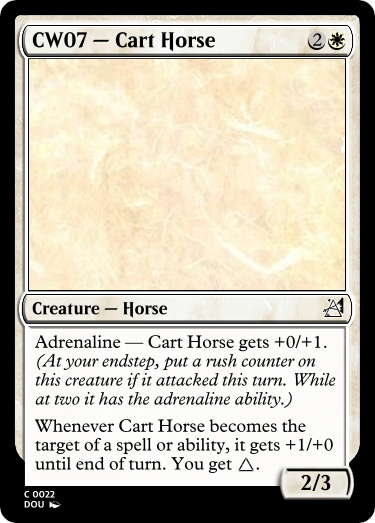 CW07 — Cart Horse 2
Creature — Horse
Adrenaline — Cart Horse gets +0/+1.
(At your endstep, put a rush counter on
this creature if it attacked this turn. While
at two it has the adrenaline ability.)
Whenever Cart Horse becomes the
target of a spell or ability, it gets +1/+0
until end of turn. You get △.
2/3
C 0022
DOU